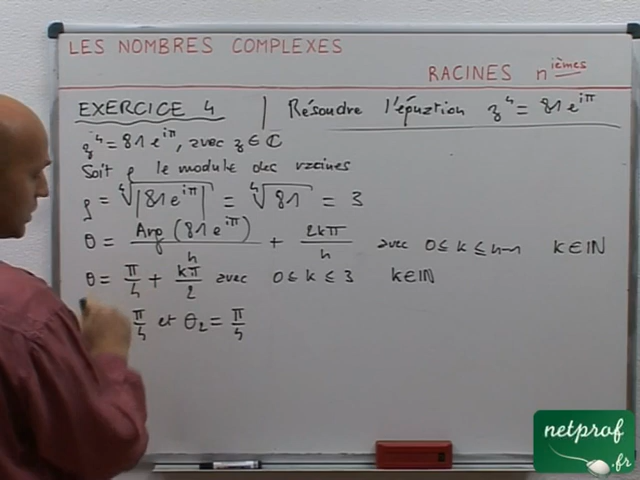 LES NOMBRES COMPLEXES
RACINES nièmes
EXERCICE 4 | Résoudre l'équation z^4 = 81 e^{iπ}
z^4 = 81 e^{iπ}, avec z ∈ ℂ
Soit ρ le module des racines
ρ = ⁴√|81 e^{iπ}| = ⁴√81 = 3
θ = Arg (81 e^{iπ}) / n + 2kπ / n avec 0 ≤ k ≤ n-1 k ∈ ℕ
θ = π/4 + kπ/2 avec 0 ≤ k ≤ 3 k ∈ ℕ
π/4 et θ₂ = π/4
netprof
.fr